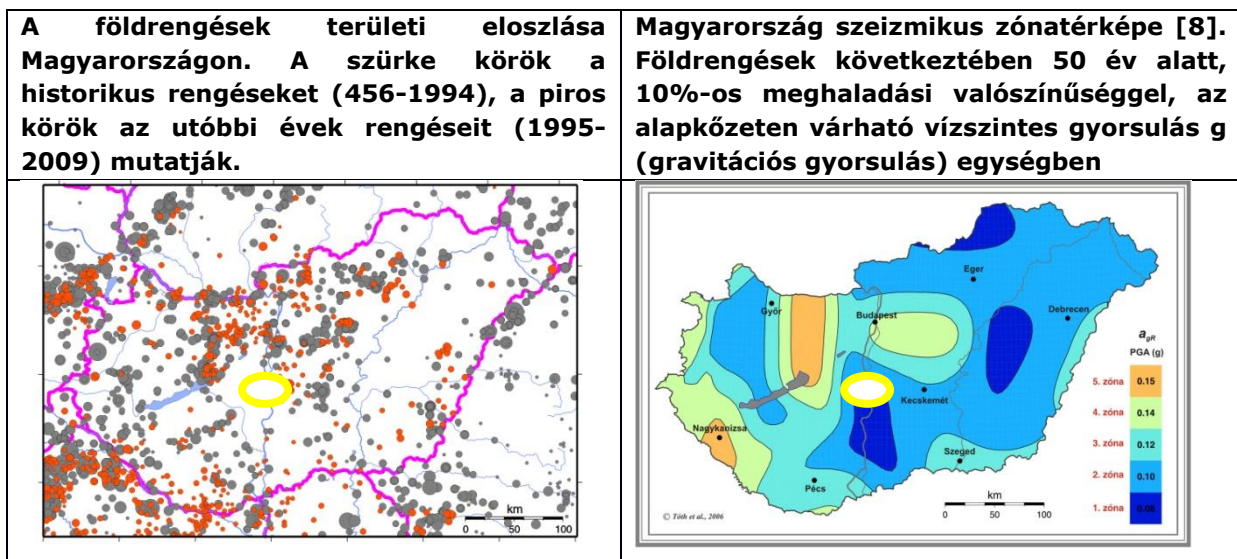 A földrengések területi eloszlása
Magyarországon. A szürke körök a
historikus rengéseket (456-1994), a piros
körök az utóbbi évek rengéseit (1995-
2009) mutatják.
Magyarország szeizmikus zónatérképe [8].
Földrengések következtében 50 év alatt,
10%-os meghaladási valószínűséggel, az
alapkőzeten várható vízszintes gyorsulás g
(gravitációs gyorsulás) egységben
km
0 50 100
Eger
Győr
Budapest
Debrecen
Kecskemét
Nagykanizsa
Szeged
Pécs
agR
PGA (g)
5. zóna 0.15
4. zóna 0.14
3. zóna 0.12
2. zóna 0.10
1. zóna 0.08
km
0 50 100
© Tóth et al., 2006